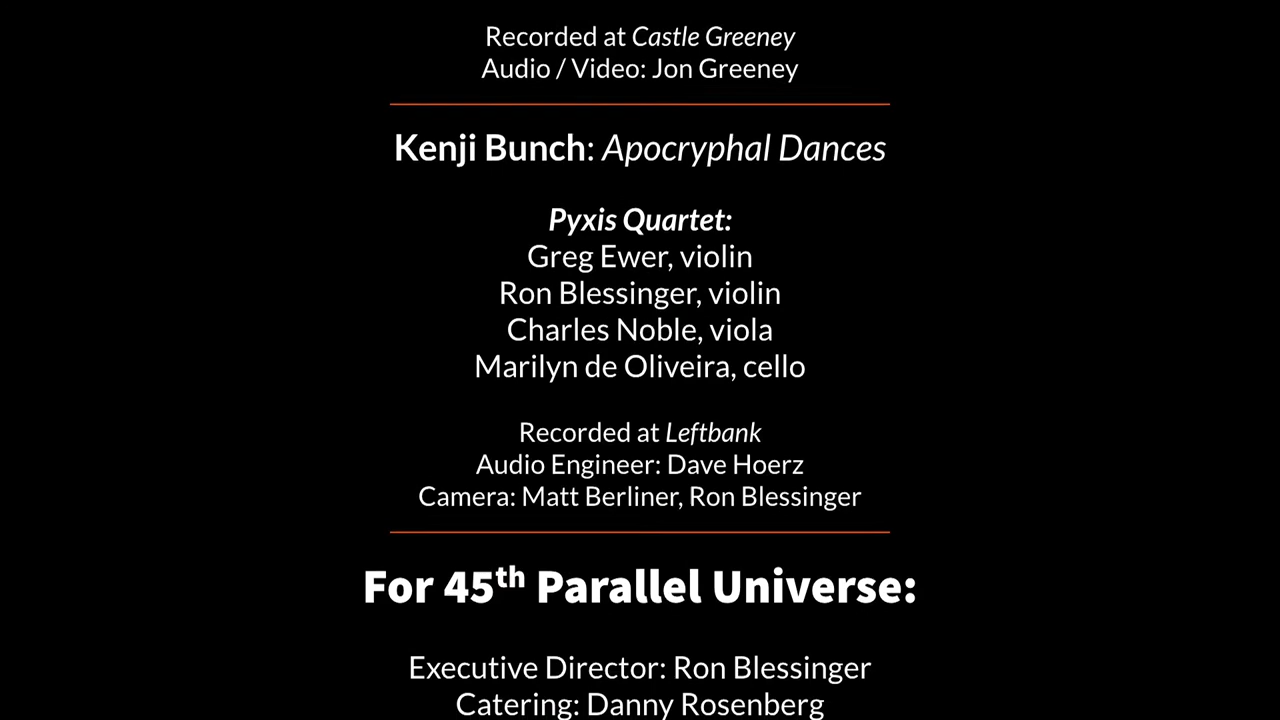 Recorded at Castle Greeney
Audio / Video: Jon Greeney
Kenji Bunch: Apocryphal Dances
Pyxis Quartet:
Greg Ewer, violin
Ron Blessinger, violin
Charles Noble, viola
Marilyn de Oliveira, cello
Recorded at Leftbank
Audio Engineer: Dave Hoerz
Camera: Matt Berliner, Ron Blessinger
For 45th Parallel Universe:
Executive Director: Ron Blessinger
Catering: Danny Rosenberg